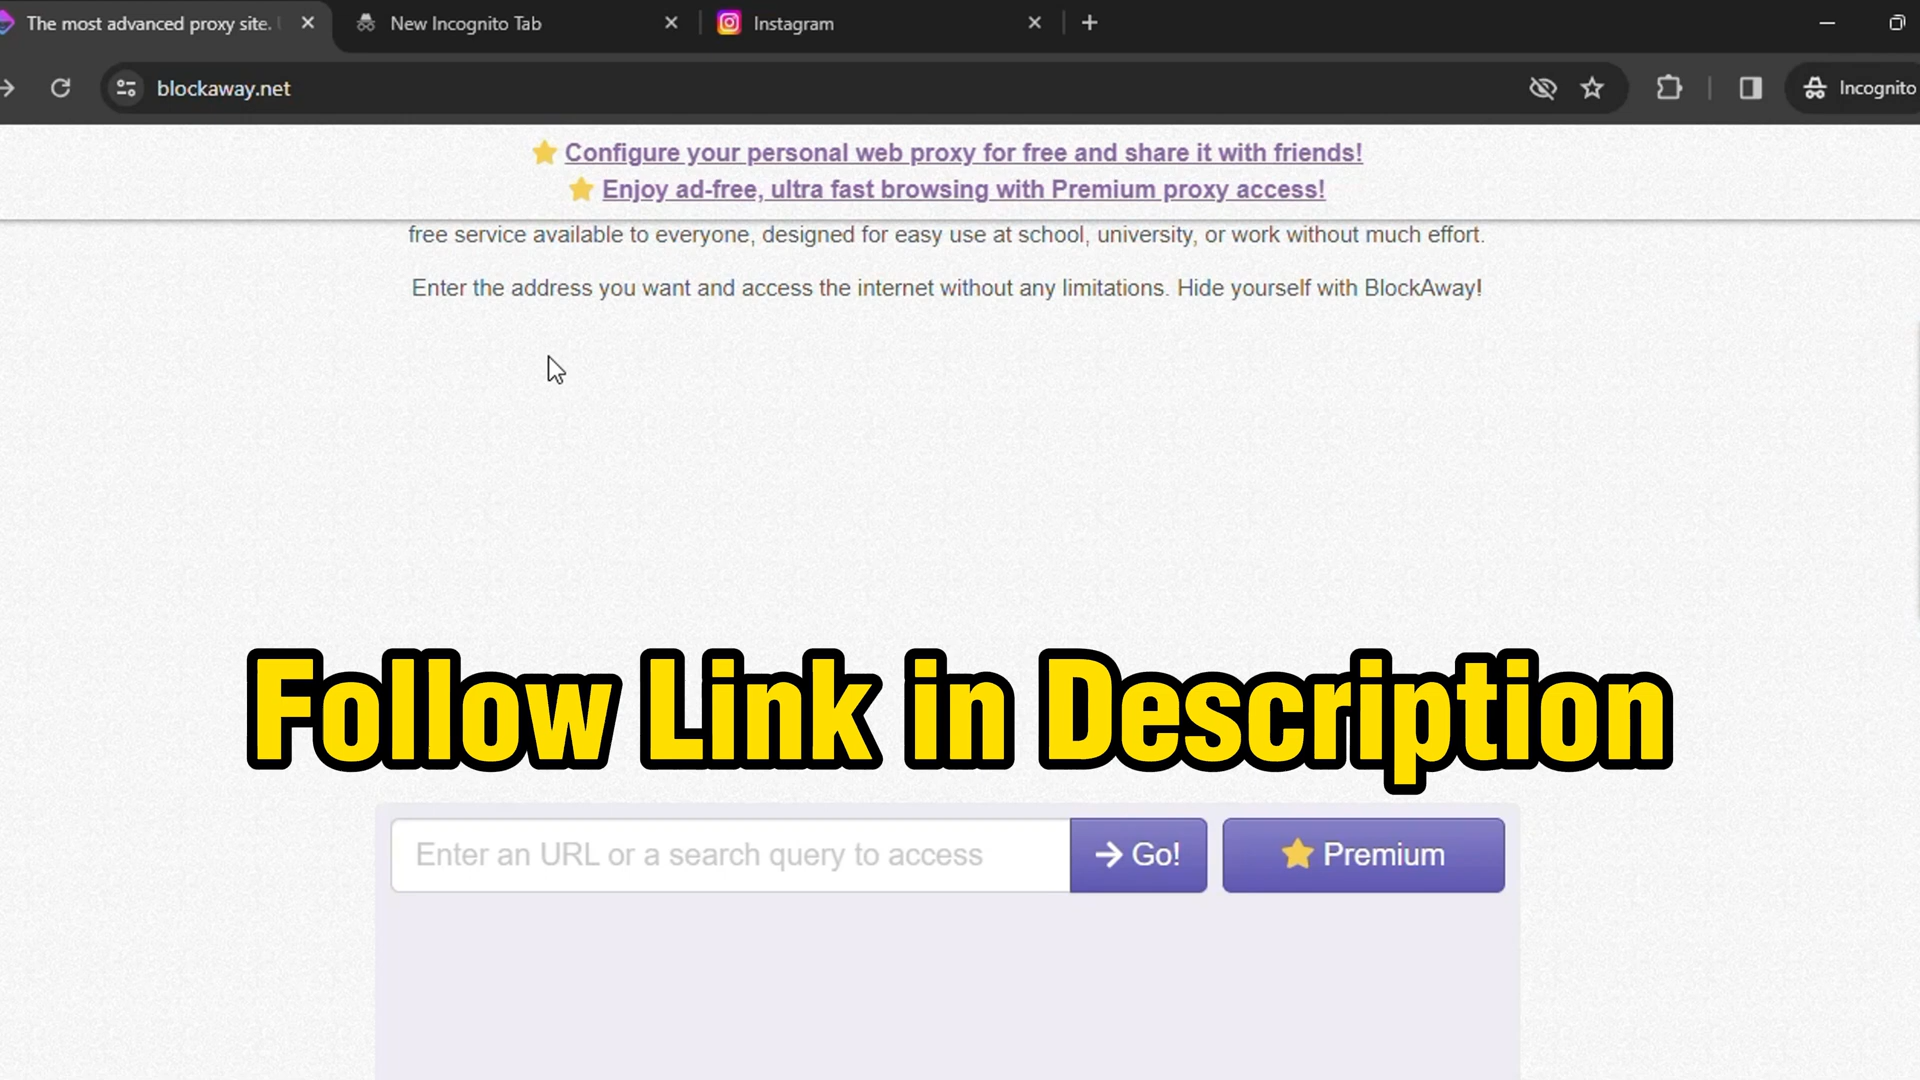 The most advanced proxy site.
New Incognito Tab
Instagram
blockaway.net
Incognito
Configure your personal web proxy for free and share it with friends!
Enjoy ad-free, ultra fast browsing with Premium proxy access!
free service available to everyone, designed for easy use at school, university, or work without much effort.
Enter the address you want and access the internet without any limitations. Hide yourself with BlockAway!
Follow Link in Description
Enter an URL or a search query to access
Go!
Premium